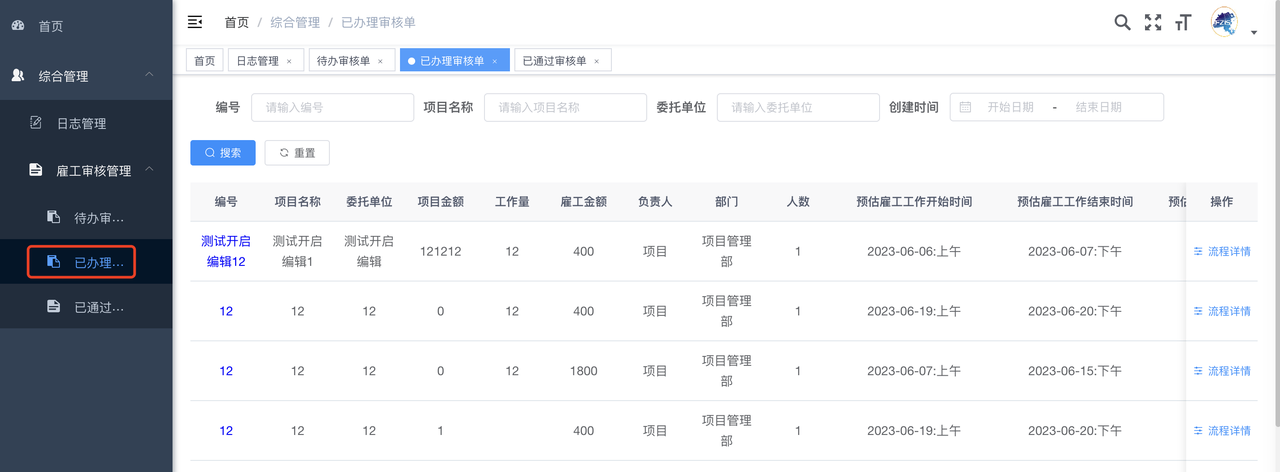 首页
综合管理
日志管理
雇工审核管理
待办审...
已办理...
已通过...
首页 / 综合管理 / 已办理审核单
首页 日志管理 × 待办审核单 × 已办理审核单 × 已通过审核单 ×
编号 请输入编号 项目名称 请输入项目名称 委托单位 请输入委托单位 创建时间 开始日期 - 结束日期
搜索 重置
编号 项目名称 委托单位 项目金额 工作量 雇工金额 负责人 部门 人数 预估雇工工作开始时间 预估雇工工作结束时间 预估 操作
测试开启 测试开启 测试开启 项目管理
编辑12 编辑1 编辑 121212 12 400 项目 部 1 2023-06-06:上午 2023-06-07:下午 流程详情
12 12 12 0 12 400 项目 项目管理 1 2023-06-19:上午 2023-06-20:下午 流程详情
部
12 12 12 0 12 1800 项目 项目管理 1 2023-06-07:上午 2023-06-15:下午 流程详情
部
12 12 12 1 400 项目 项目管理 1 2023-06-19:上午 2023-06-20:下午 流程详情
部